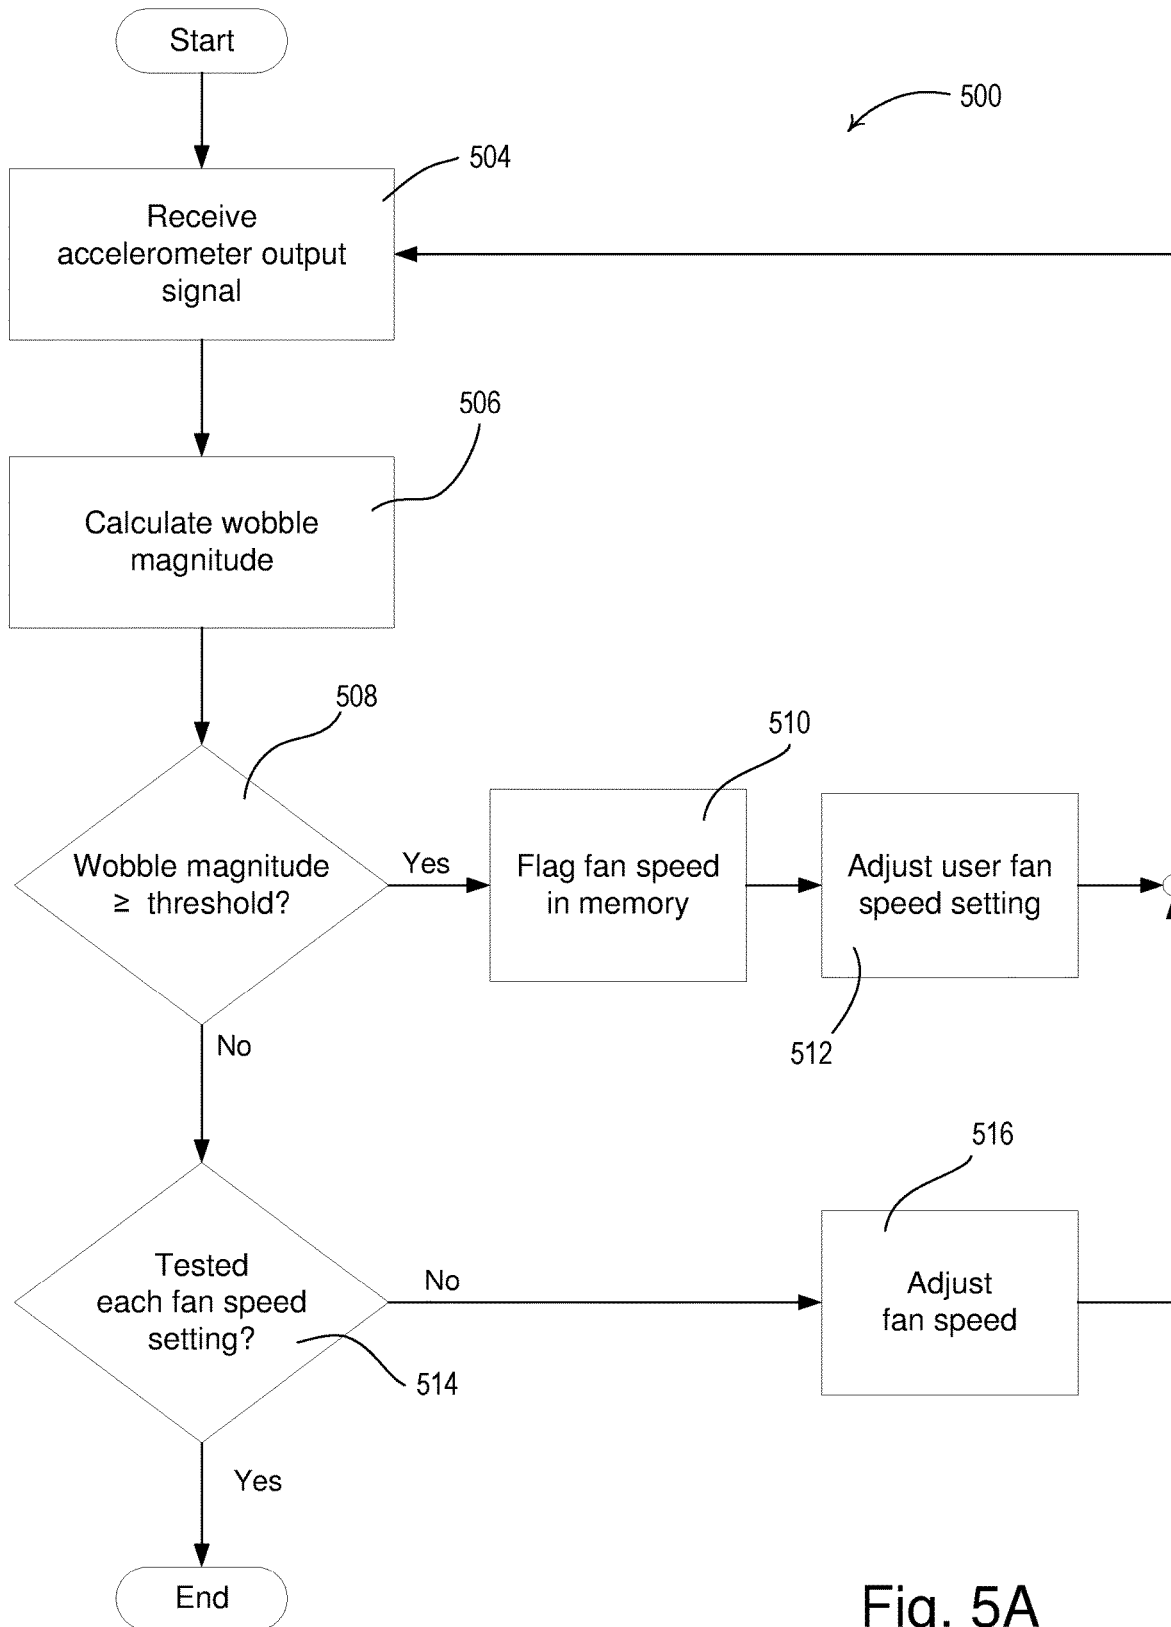 Start
500
504
Receive
accelerometer output
signal
506
Calculate wobble
magnitude
508
Wobble magnitude
≥ threshold?
Yes
510
Flag fan speed
in memory
Adjust user fan
speed setting
512
No
516
Tested
each fan speed
setting?
No
Adjust
fan speed
514
Yes
End
Fig. 5A